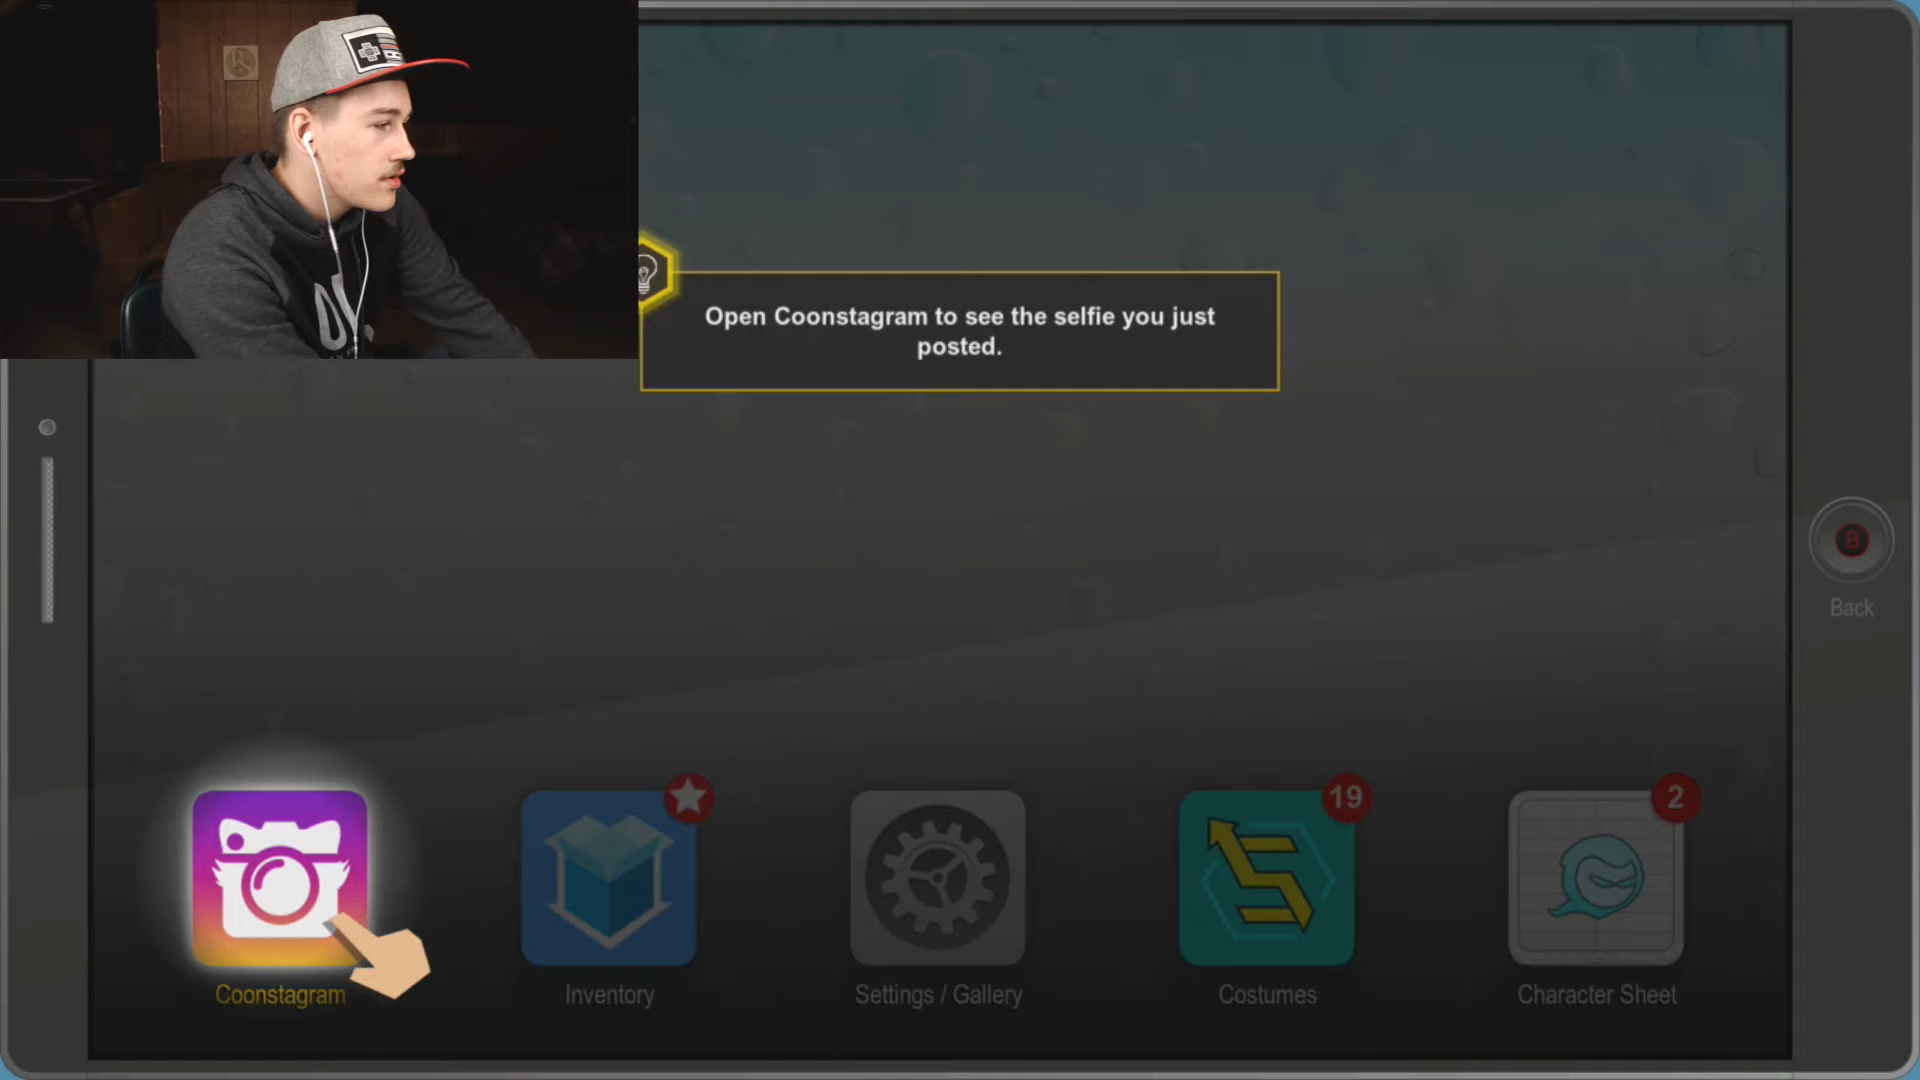 Open Coonstagram to see the selfie you just
posted.
B
Back
19
2
Coonstagram
Inventory
Settings / Gallery
Costumes
Character Sheet